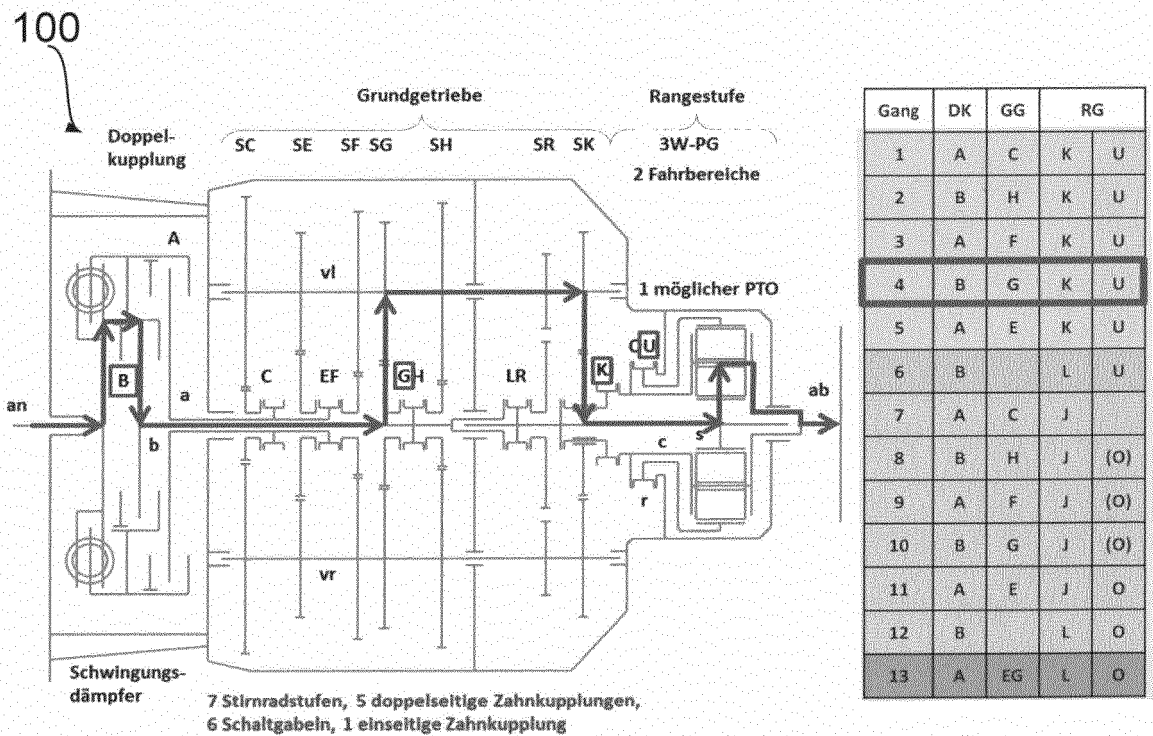 100
Grundgetriebe
Rangestufe
Doppel-
kupplung
SC SE SF SG SH SR SK
3W-PG
2 Fahrbereiche
A
vl
1 möglicher PTO
C EF GH LR K U
B
a
an
ab
b
c
s
r
vr
Schwingungs-
dämpfer
7 Stirnradstufen, 5 doppelseitige Zahnkupplungen,
6 Schaltgabeln, 1 einseitige Zahnkupplung
Gang DK GG RG
1 A C K U
2 B H K U
3 A F K U
4 B G K U
5 A E K U
6 B L U
7 A C J
8 B H J (O)
9 A F J (O)
10 B G J (O)
11 A E J O
12 B L O
13 A EG L O